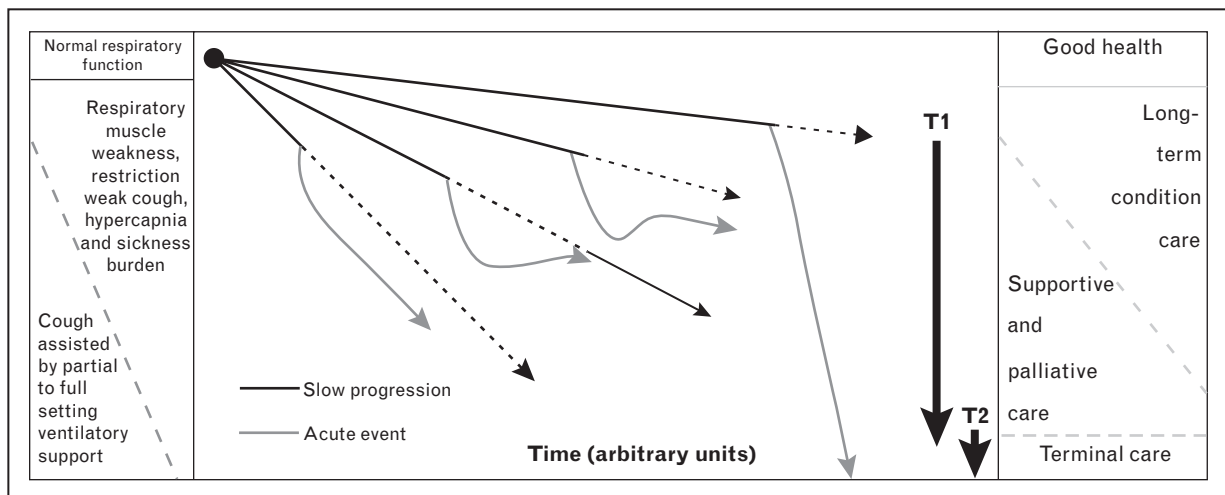 Normal respiratory
function
Respiratory
muscle
weakness,
restriction
weak cough,
hypercapnia
and sickness
burden
Cough
assisted
by partial
to full
setting
ventilatory
support
Slow progression
Acute event
Time (arbitrary units)
T1
T2
Good health
Long-
term
condition
care
Supportive
and
palliative
care
Terminal care